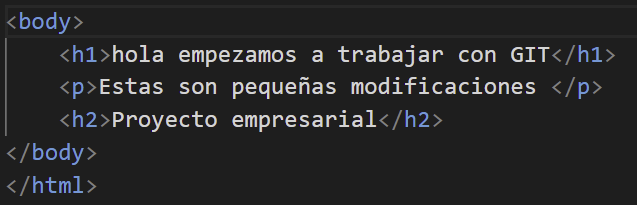 <body>
<h1>hola empezamos a trabajar con GIT</h1>
<p>Estas son pequeñas modificaciones </p>
<h2>Proyecto empresarial</h2>
</body>
</html>